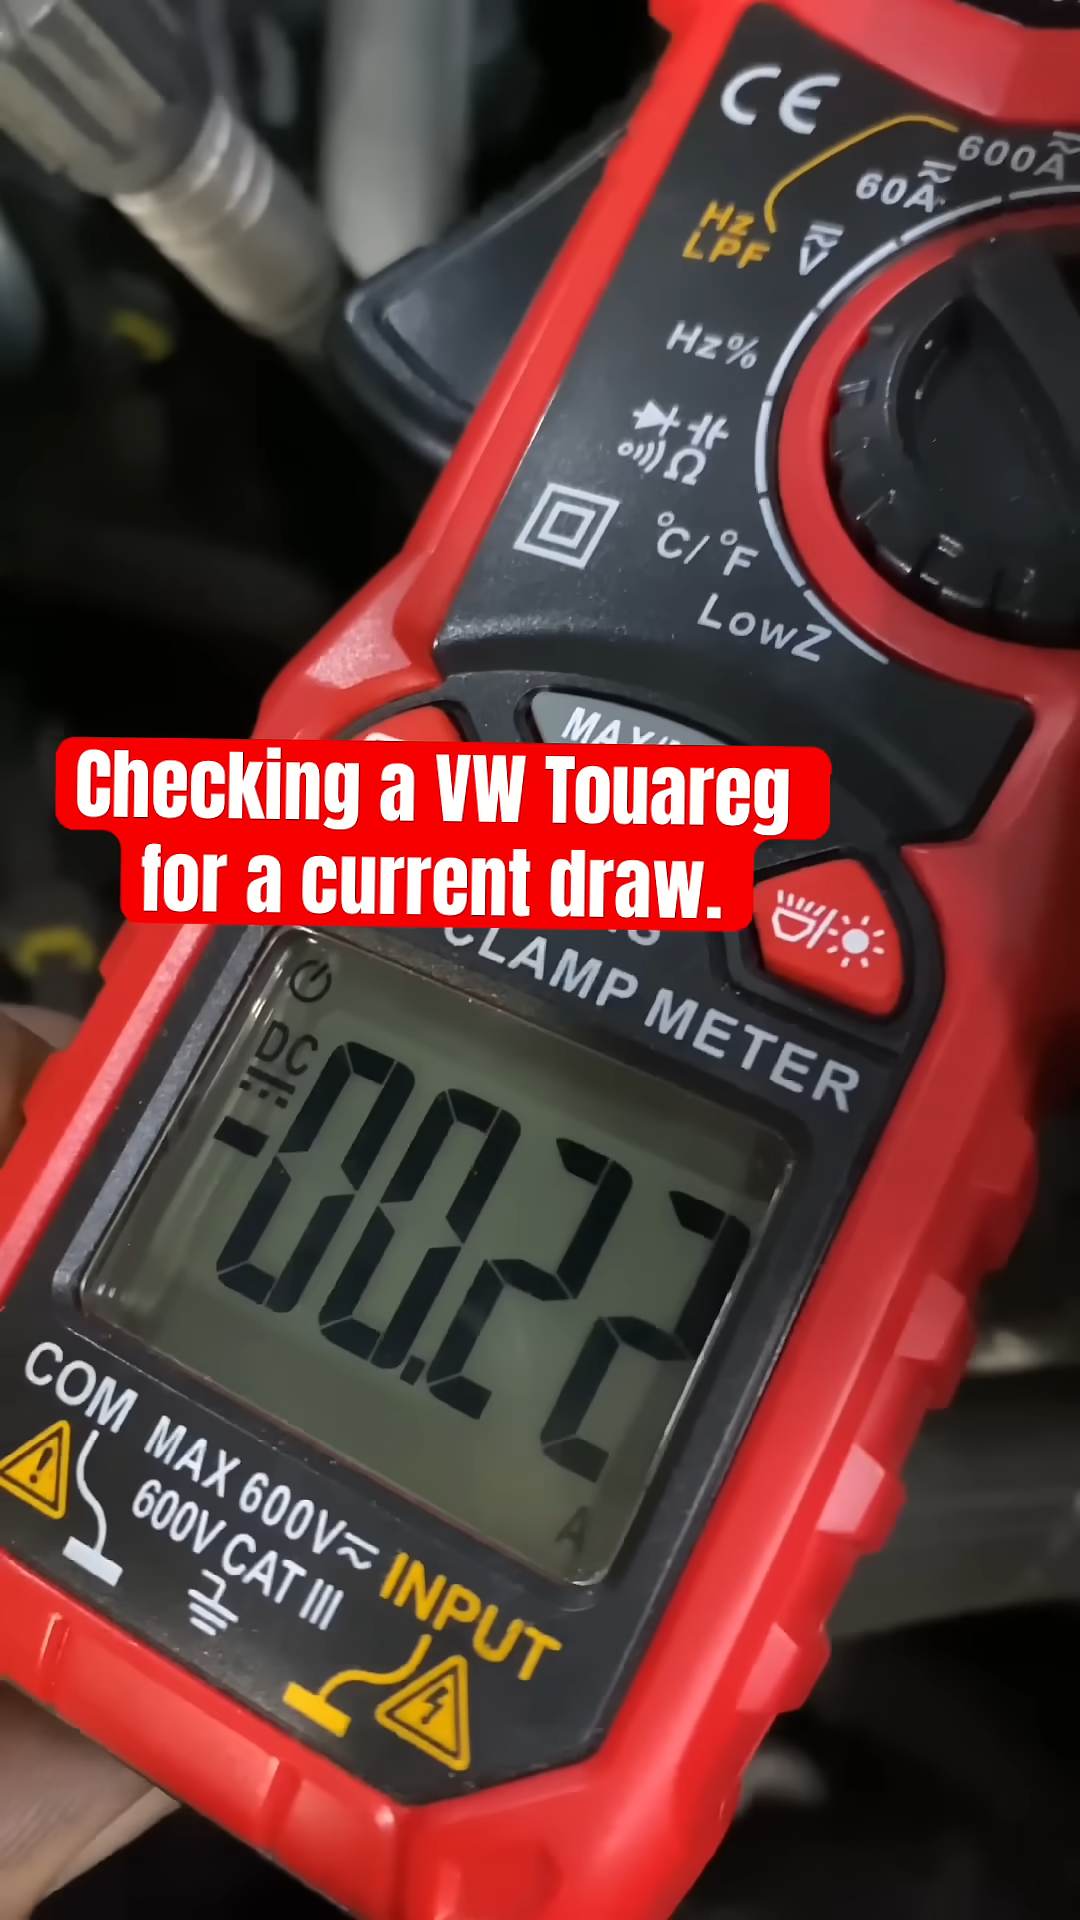 CE
600A
60A
Hz
LPF
V
Hz%
Ω
°C/°F
LowZ
Checking a VW Touareg
for a current draw.
CLAMP METER
DC
-00.22
A
COM
MAX 600V
600V CAT III
INPUT